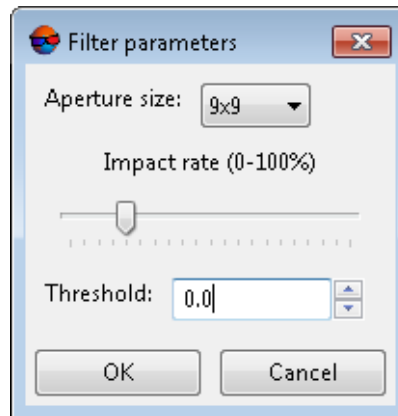 Filter parameters
Aperture size: 9x9
Impact rate (0-100%)
Threshold: 0.0
OK Cancel